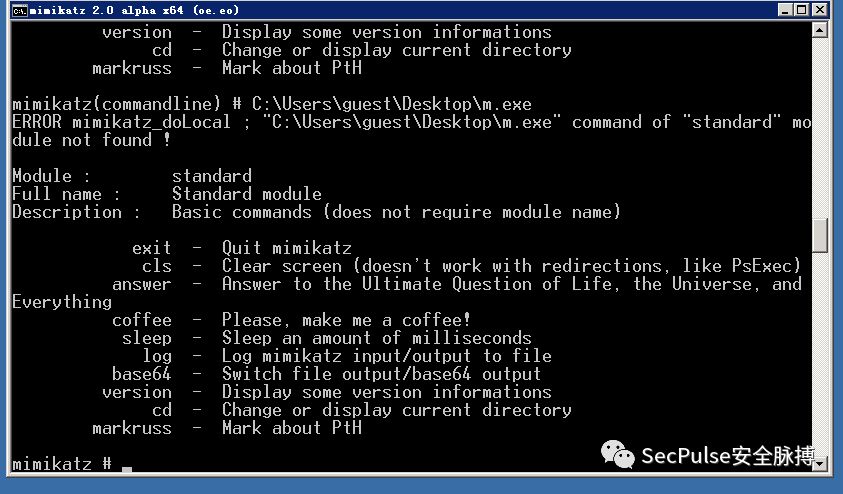 mimikatz 2.0 alpha x64 (oe.eo)
version - Display some version informations
cd - Change or display current directory
markruss - Mark about PtH
mimikatz(commandline) # C:\Users\guest\Desktop\m.exe
ERROR mimikatz_doLocal ; "C:\Users\guest\Desktop\m.exe" command of "standard" mo
dule not found !
Module : standard
Full name : Standard module
Description : Basic commands (does not require module name)
exit - Quit mimikatz
cls - Clear screen (doesn't work with redirections, like PsExec)
answer - Answer to the Ultimate Question of Life, the Universe, and
Everything
coffee - Please, make me a coffee!
sleep - Sleep an amount of milliseconds
log - Log mimikatz input/output to file
base64 - Switch file output/base64 output
version - Display some version informations
cd - Change or display current directory
markruss - Mark about PtH
mimikatz # _
SecPulse安全脉搏